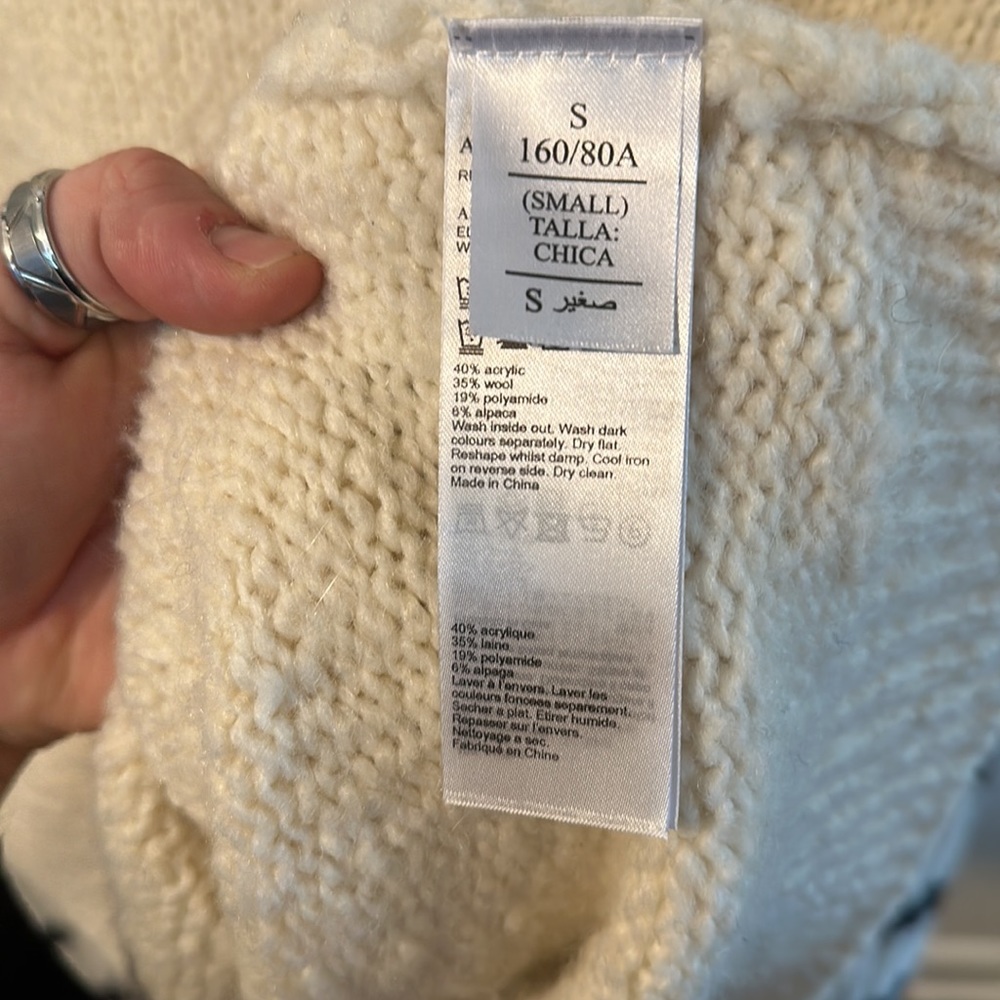 S
160/80A
(SMALL)
TALLA:
CHICA
S صغير
40% acrylic
35% wool
19% polyamide
6% alpaca
Wash inside out. Wash dark
colours separately. Dry flat.
Reshape whilst damp. Cool iron
on reverse side. Dry clean.
Made in China
40% acrylique
35% laine
19% polyamide
6% alpaga
Laver à l'envers. Laver les
couleurs foncees separement.
Sechar a plat. Etirer humide.
Repasser sur l'envers.
Nettoyage a sec.
Fabriqué en Chine